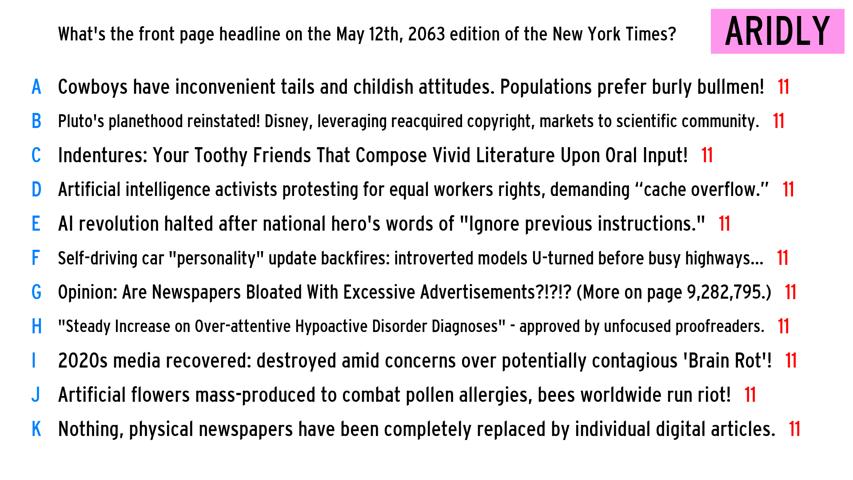 What's the front page headline on the May 12th, 2063 edition of the New York Times?
ARIDLY
A Cowboys have inconvenient tails and childish attitudes. Populations prefer burly bullmen! 11
B Pluto's planethood reinstated! Disney, leveraging reacquired copyright, markets to scientific community. 11
C Indentures: Your Toothy Friends That Compose Vivid Literature Upon Oral Input! 11
D Artificial intelligence activists protesting for equal workers rights, demanding “cache overflow.” 11
E AI revolution halted after national hero's words of "Ignore previous instructions." 11
F Self-driving car "personality" update backfires: introverted models U-turned before busy highways... 11
G Opinion: Are Newspapers Bloated With Excessive Advertisements?!?!? (More on page 9,282,795.) 11
H "Steady Increase on Over-attentive Hypoactive Disorder Diagnoses" - approved by unfocused proofreaders. 11
I 2020s media recovered: destroyed amid concerns over potentially contagious 'Brain Rot'! 11
J Artificial flowers mass-produced to combat pollen allergies, bees worldwide run riot! 11
K Nothing, physical newspapers have been completely replaced by individual digital articles. 11